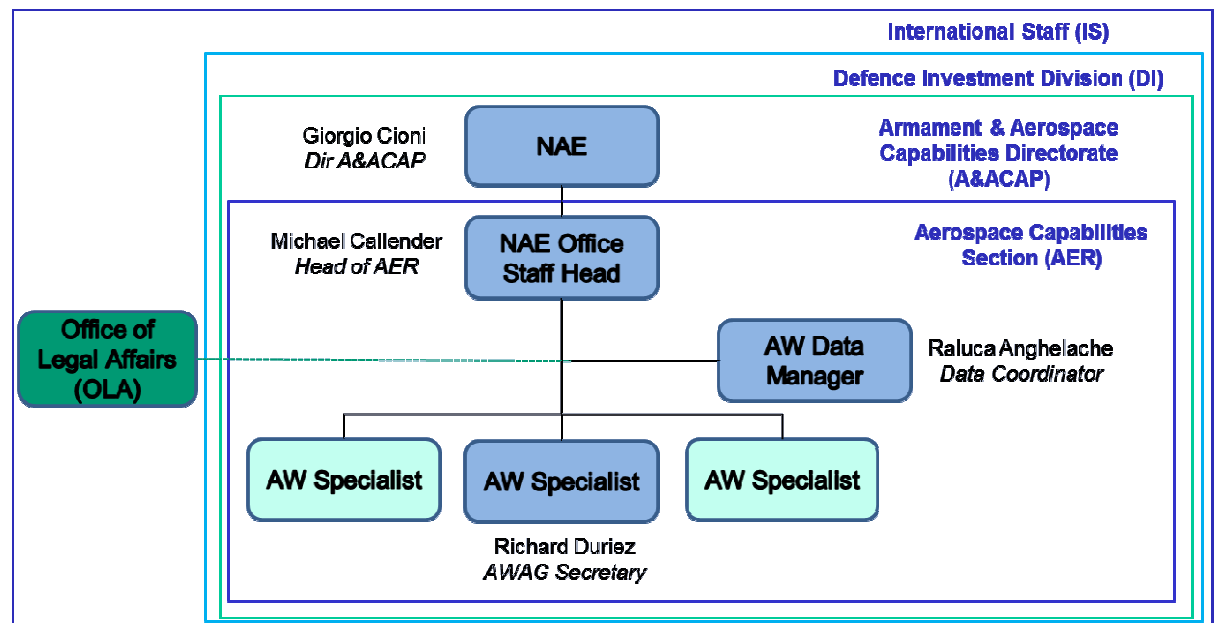 International Staff (IS)
Defence Investment Division (DI)
Giorgio Cioni
Dir A&ACAP
NAE
Armament & Aerospace
Capabilities Directorate
(A&ACAP)
Michael Callender
Head of AER
NAE Office
Staff Head
Aerospace Capabilities
Section (AER)
Office of
Legal Affairs
(OLA)
AW Data
Manager
Raluca Anghelache
Data Coordinator
AW Specialist
AW Specialist
AW Specialist
Richard Duriez
AWAG Secretary